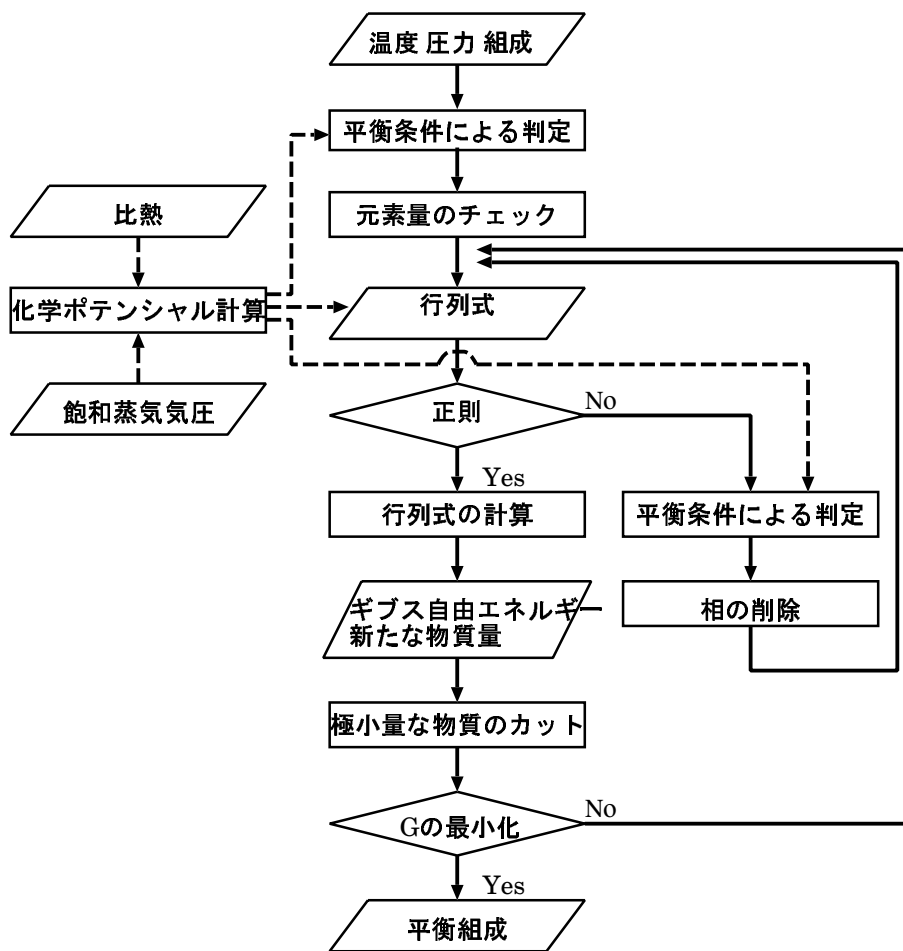 温度 圧力 組成
平衡条件による判定
比熱
元素量のチェック
化学ポテンシャル計算
行列式
飽和蒸気気圧
正則
No
Yes
行列式の計算
平衡条件による判定
ギブス自由エネルギー
新たな物質量
相の削除
極小量な物質のカット
Gの最小化
No
Yes
平衡組成